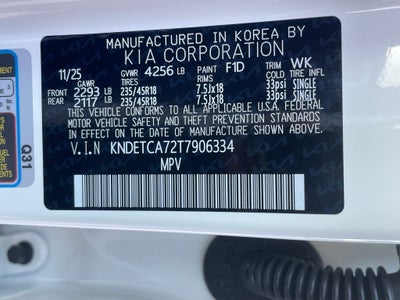 MANUFACTURED IN KOREA BY
KIA CORPORATION
11/25 GVWR 4256 LB PAINT F1D TRIM WK
GAWR COLD TIRE INFL
FRONT 2293 LB 235/45R18 7.5Jx18 33psi SINGLE
REAR 2117 LB 235/45R18 7.5Jx18 33psi SINGLE
THIS VEHICLE CONFORMS TO ALL APPLICABLE U.S.A. FEDERAL
MOTOR VEHICLE SAFETY AND THEFT PREVENTION STANDARDS
IN EFFECT ON THE DATE OF MANUFACTURE SHOWN ABOVE.
V.I.N KNDETCA72T7906334
MPV
Q31